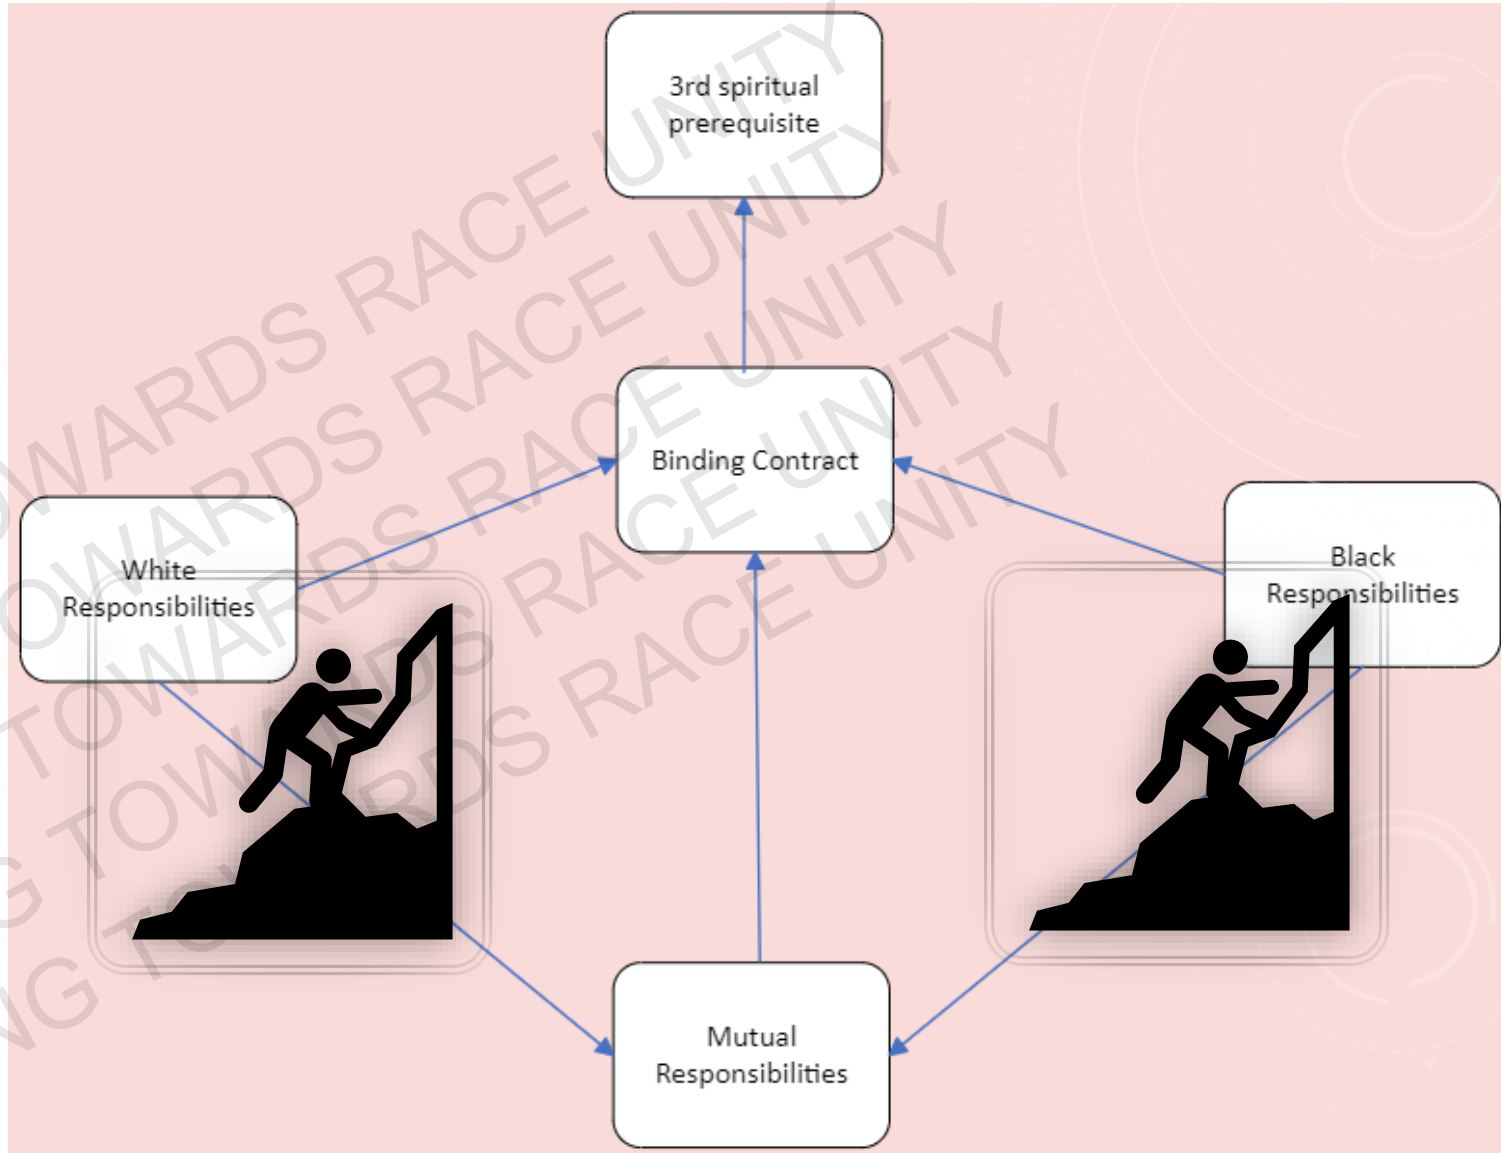 3rd spiritual
prerequisite
Binding Contract
White
Responsibilities
Black
Responsibilities
Mutual
Responsibilities
TOWARDS RACE UNITY
TOWARDS RACE UNITY
TOWARDS RACE UNITY
TOWARDS RACE UNITY
TOWARDS RACE UNITY